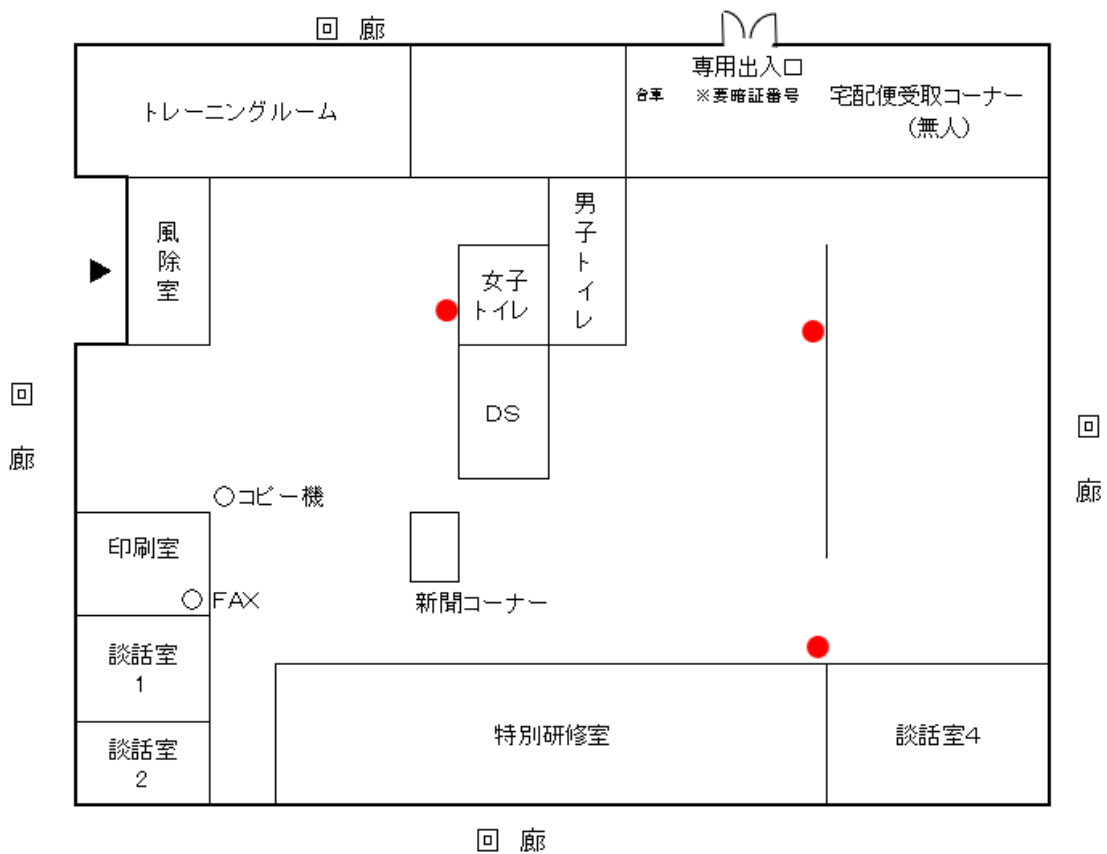 回 廊
専用出入口
台車
※要暗証番号
宅配便受取コーナー
(無人)
トレーニングルーム
男子トイレ
風除室
女子
トイレ
回廊
DS
回廊
○コピー機
印刷室
○FAX
新聞コーナー
談話室
1
特別研修室
談話室4
談話室
2
回 廊